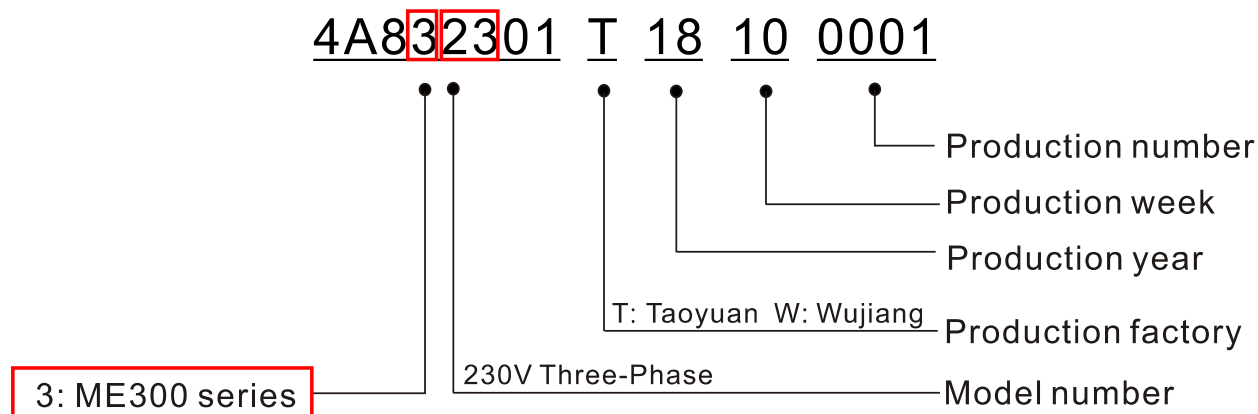 4A832301 T 18 10 0001
Production number
Production week
Production year
T: Taoyuan W: Wujiang
Production factory
230V Three-Phase
3: ME300 series
Model number